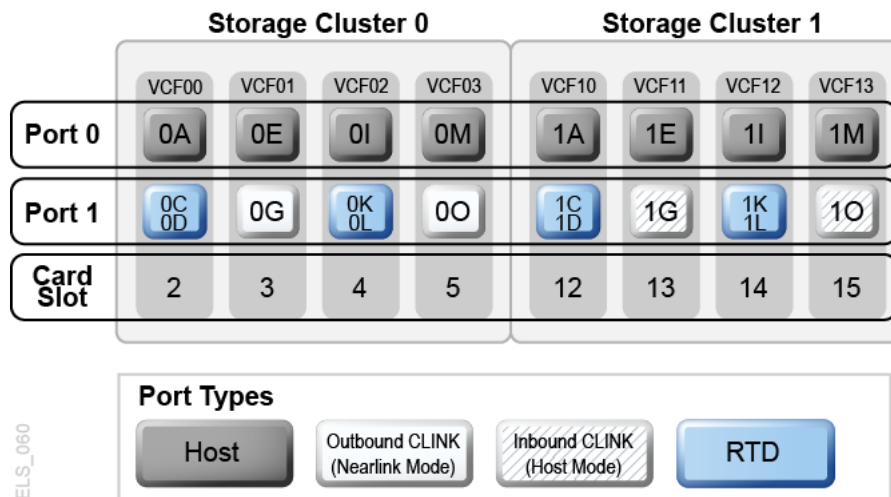 Storage Cluster 0 Storage Cluster 1
VCF00 VCF01 VCF02 VCF03 VCF10 VCF11 VCF12 VCF13
Port 0 0A 0E 0I 0M 1A 1E 1I 1M
Port 1 0C 0D 0G 0K 0L 0O 1C 1D 1G 1K 1L 1O
Card Slot 2 3 4 5 12 13 14 15
Port Types
Host Outbound CLINK (Nearlink Mode) Inbound CLINK (Host Mode) RTD
ELS_060